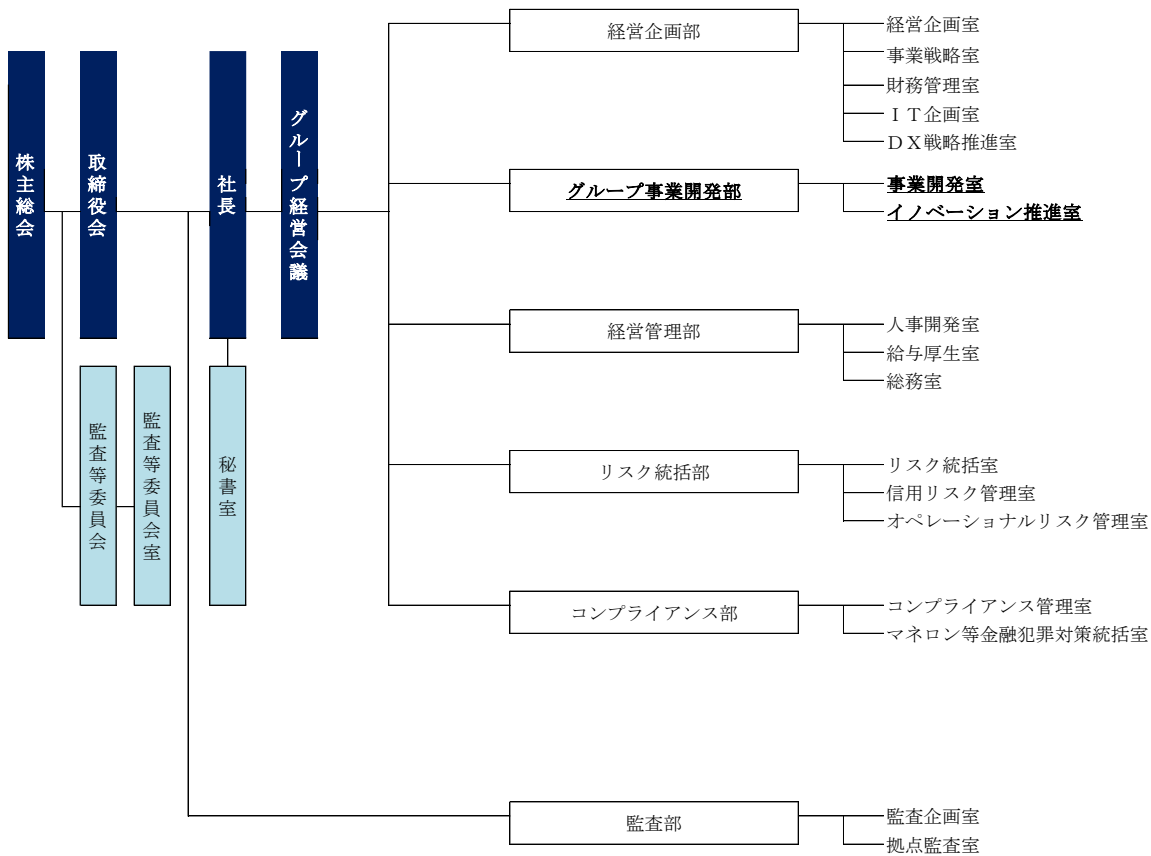 株主総会
取締役会
社長
グループ経営会議
監査等委員会
監査等委員会室
秘書室
経営企画部
経営企画室
事業戦略室
財務管理室
ＩＴ企画室
ＤＸ戦略推進室
グループ事業開発部
事業開発室
イノベーション推進室
経営管理部
人事開発室
給与厚生室
総務室
リスク統括部
リスク統括室
信用リスク管理室
オペレーショナルリスク管理室
コンプライアンス部
コンプライアンス管理室
マネロン等金融犯罪対策統括室
監査部
監査企画室
拠点監査室